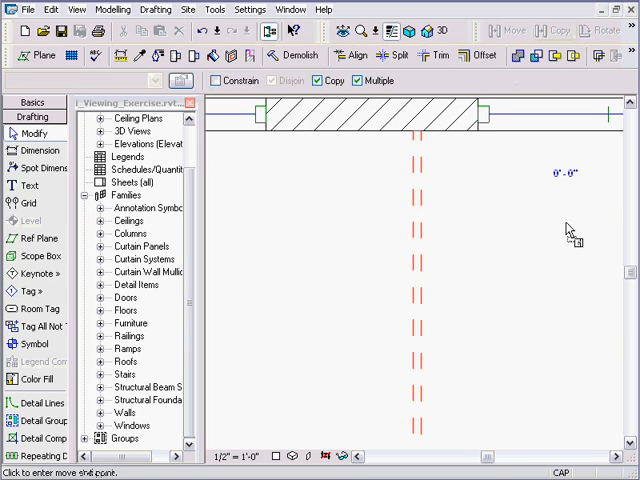 File Edit View Modelling Drafting Site Tools Settings Window Help
3D
Plane Demolish Align Split Trim Offset Move Copy Rotate
Constrain Disjoin Copy Multiple
Basics
Drafting
Modify
Dimension
Spot Dimens
Text
Grid
Level
Ref Plane
Scope Box
Keynote »
Tag »
Room Tag
Tag All Not T
Symbol
Legend Com
Color Fill
Detail Lines
Detail Group
Detail Comp
Repeating D
i_Viewing_Exercise.rvt...
Ceiling Plans
3D Views
Elevations (Elevat
Legends
Schedules/Quantit
Sheets (all)
Families
Annotation Symbo
Ceilings
Columns
Curtain Panels
Curtain Systems
Curtain Wall Mullio
Detail Items
Doors
Floors
Furniture
Railings
Ramps
Roofs
Stairs
Structural Beam S
Structural Founda
Walls
Windows
Groups
0' - 0"
1/2" = 1'-0"
Click to enter move start point.
CAP